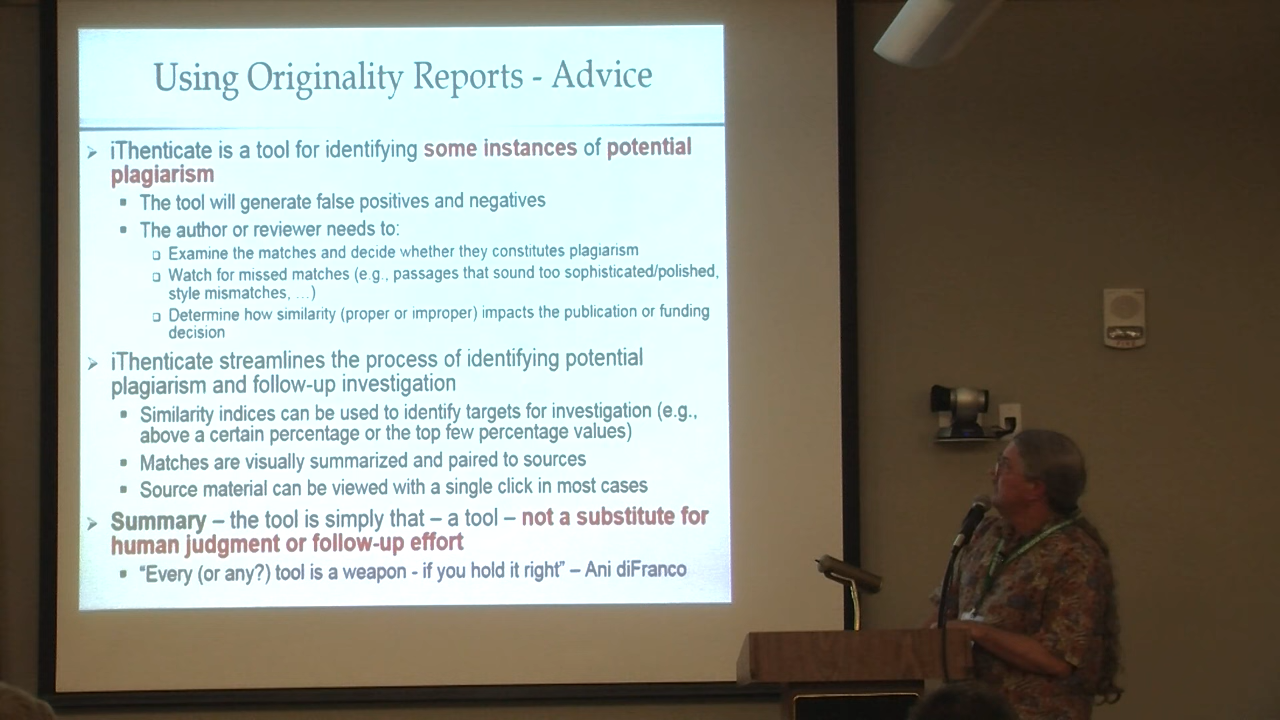 Using Originality Reports - Advice
iThenticate is a tool for identifying some instances of potential
plagiarism
The tool will generate false positives and negatives
The author or reviewer needs to:
Examine the matches and decide whether they constitutes plagiarism
Watch for missed matches (e.g., passages that sound too sophisticated/polished,
style mismatches, …)
Determine how similarity (proper or improper) impacts the publication or funding
decision
iThenticate streamlines the process of identifying potential
plagiarism and follow-up investigation
Similarity indices can be used to identify targets for investigation (e.g.,
above a certain percentage or the top few percentage values)
Matches are visually summarized and paired to sources
Source material can be viewed with a single click in most cases
Summary – the tool is simply that – a tool – not a substitute for
human judgment or follow-up effort
“Every (or any?) tool is a weapon - if you hold it right” – Ani diFranco
FIRE